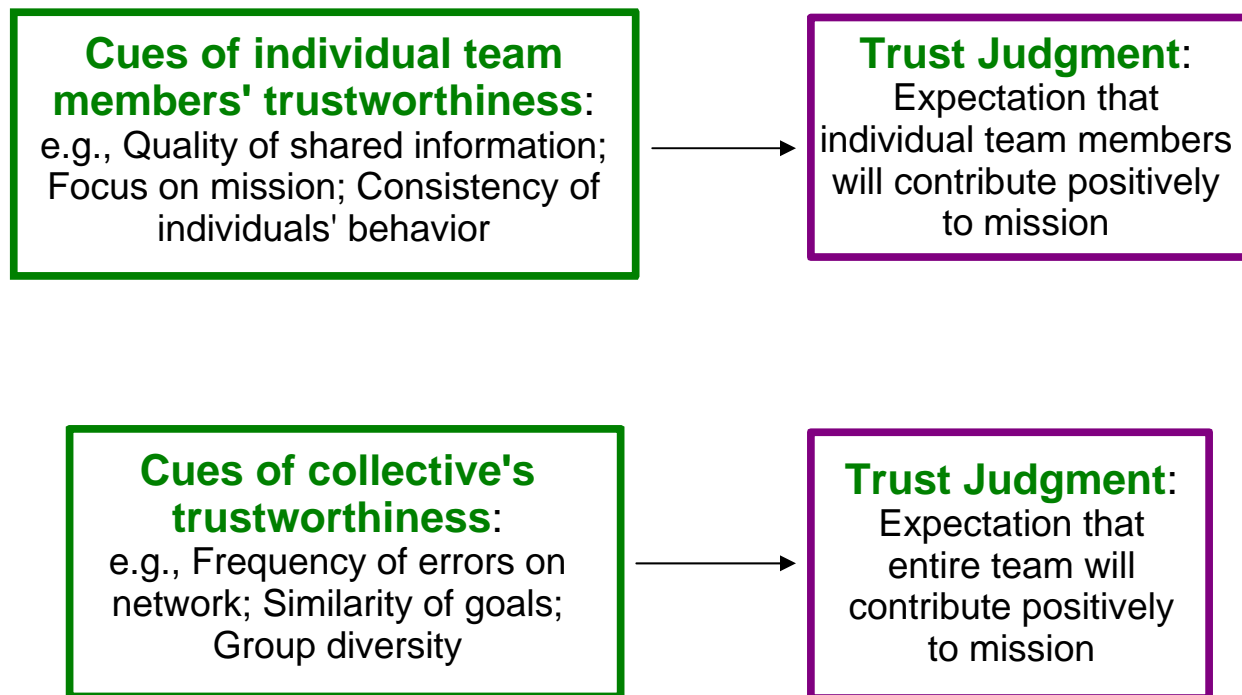 Cues of individual team
members' trustworthiness:
e.g., Quality of shared information;
Focus on mission; Consistency of
individuals' behavior
Trust Judgment:
Expectation that
individual team members
will contribute positively
to mission
Cues of collective's
trustworthiness:
e.g., Frequency of errors on
network; Similarity of goals;
Group diversity
Trust Judgment:
Expectation that
entire team will
contribute positively
to mission